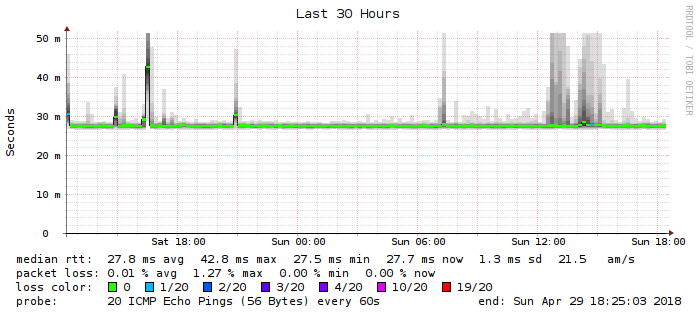 Last 30 Hours
RRDTOOL / TOBI OETIKER
Seconds
50 m
40 m
30 m
20 m
10 m
0
Sat 18:00 Sun 00:00 Sun 06:00 Sun 12:00 Sun 18:00
median rtt: 27.8 ms avg 42.8 ms max 27.5 ms min 27.7 ms now 1.3 ms sd 21.5 am/s
packet loss: 0.01 % avg 1.27 % max 0.00 % min 0.00 % now
loss color: 0 1/20 2/20 3/20 4/20 10/20 19/20
probe: 20 ICMP Echo Pings (56 Bytes) every 60s end: Sun Apr 29 18:25:03 2018